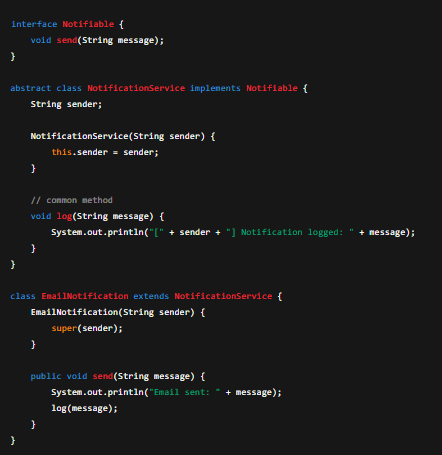 interface Notifiable {
    void send(String message);
}

abstract class NotificationService implements Notifiable {
    String sender;

    NotificationService(String sender) {
        this.sender = sender;
    }

    // common method
    void log(String message) {
        System.out.println("[" + sender + "] Notification logged: " + message);
    }
}

class EmailNotification extends NotificationService {
    EmailNotification(String sender) {
        super(sender);
    }

    public void send(String message) {
        System.out.println("Email sent: " + message);
        log(message);
    }
}